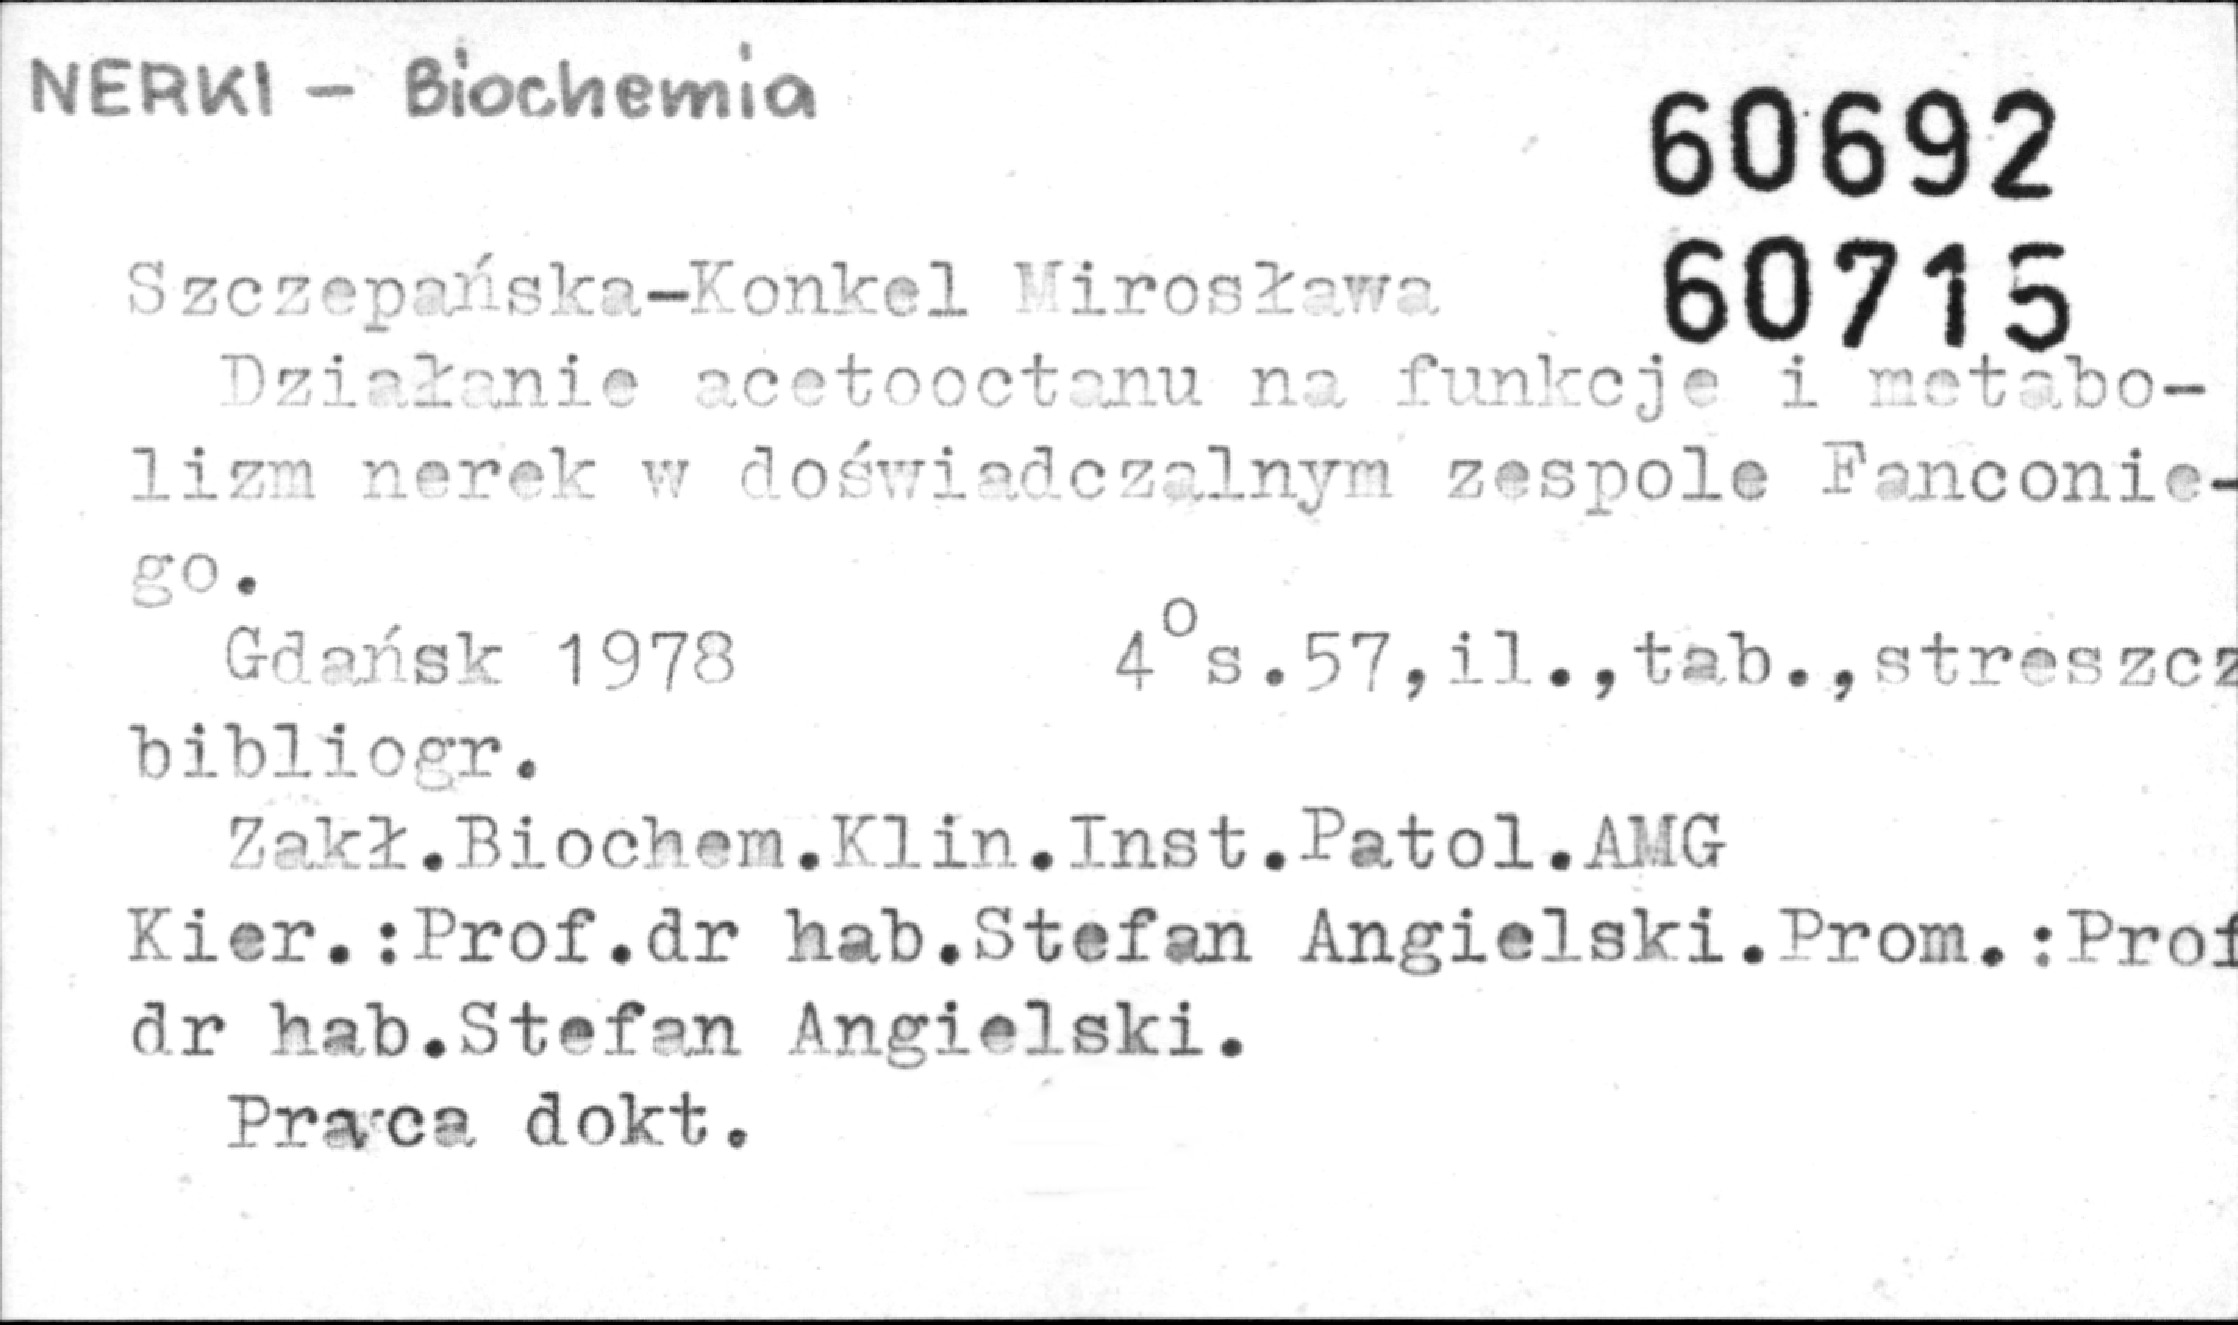 NERKI - Biochemia
60692
60715
Szczepańska-Konkel Mirosława
Działanie acetooctanu na funkcje i metabo-
lizm nerek w doświadczalnym zespole Fanconie-
go.
Gdańsk 1978 4°s.57,il.,tab.,streszcz
bibliogr.
Zakł.Biochem.Klin.Inst.Patol.AMG
Kier.:Prof.dr hab.Stefan Angielski.Prom.:Prof
dr hab.Stefan Angielski.
Praca dokt.